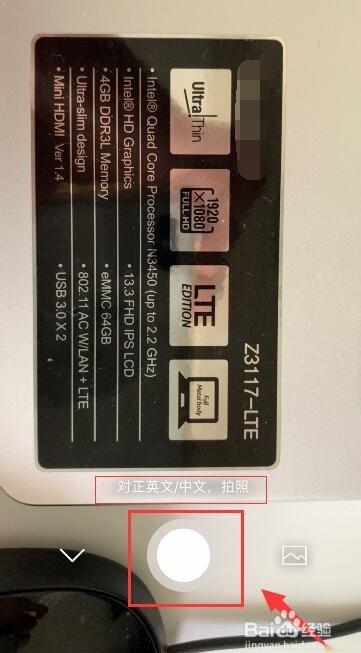 Ultra Thin
1920
X1080
FULL HD
LTE
EDITION
Full
Metal body
Z3117-LTE
• Intel® Quad Core Processor N3450 (up to 2.2 GHz)
• Intel® HD Graphics
• 13.3 FHD IPS LCD
• 4GB DDR3L Memory
• eMMC 64GB
• Ultra-slim design
• 802.11 AC W/LAN + LTE
• Mini HDMI Ver 1.4
• USB 3.0 X 2
对正英文/中文，拍照
Baidu 经验
jingyan.baidu.com